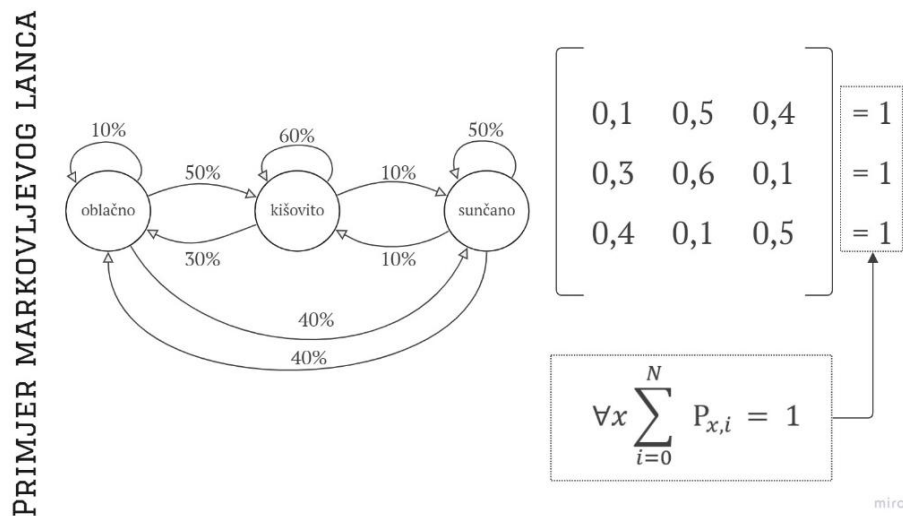 PRIMJER MARKOVLJEVOG LANCA
10%
60%
50%
50%
10%
oblačno
kišovito
sunčano
30%
10%
40%
40%
0,1 0,5 0,4 = 1
0,3 0,6 0,1 = 1
0,4 0,1 0,5 = 1
∀x ∑_{i=0}^{N} P_{x,i} = 1
miro